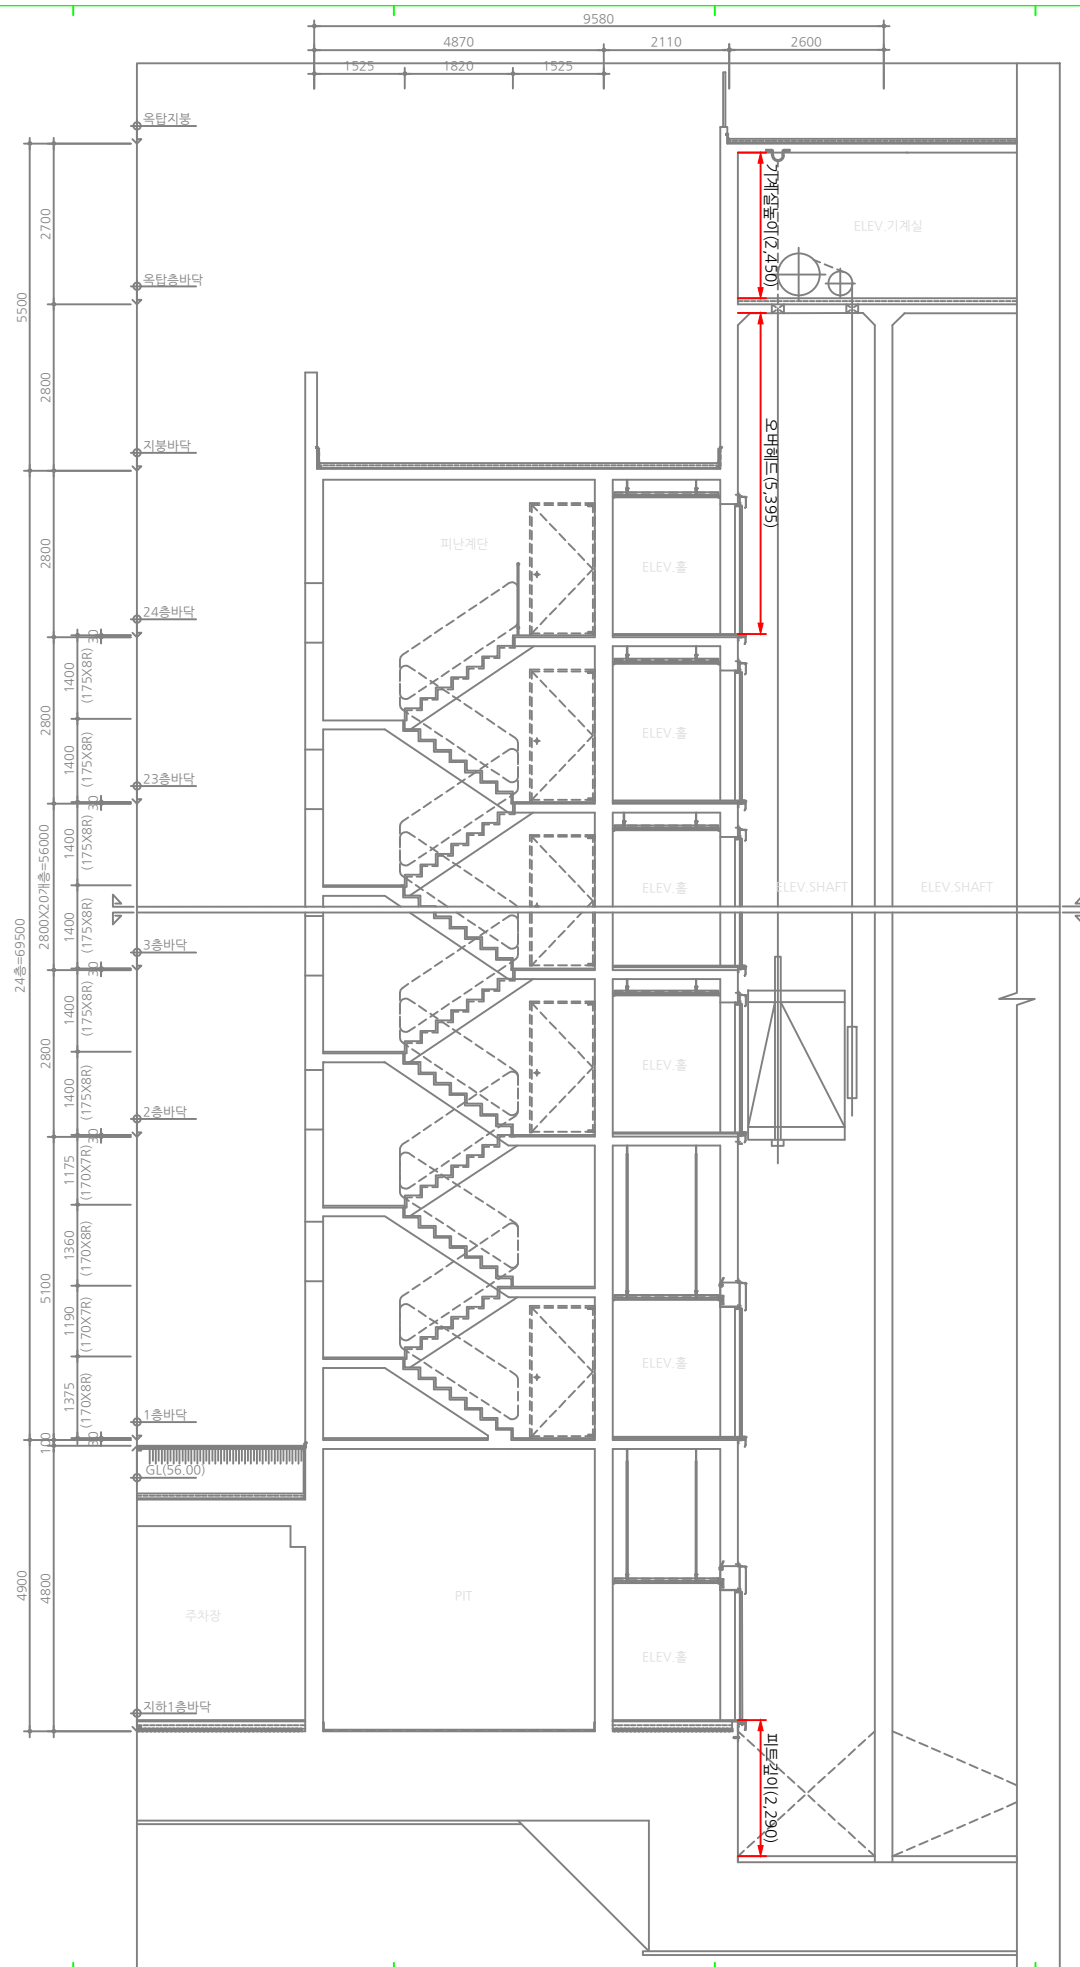 9580
4870
2110
2600
1525
1820
1525
옥탑지붕
기계실높이(2,450)
ELEV.기계실
2700
옥탑층바닥
5500
2800
지붕바닥
오버헤드(5,395)
피난계단
ELEV.홀
2800
24층바닥
30
1400
(175X8R)
2800
ELEV.홀
1400
(175X8R)
23층바닥
30
1400
(175X8R)
2800X20개층=56000
ELEV.홀
ELEV.SHAFT
ELEV.SHAFT
1400
(175X8R)
24층=69500
3층바닥
30
1400
(175X8R)
2800
ELEV.홀
1400
(175X8R)
2층바닥
30
1175
(170X7R)
1360
(170X8R)
5100
1190
(170X7R)
ELEV.홀
1375
(170X8R)
1층바닥
30
100
GL(56.00)
4900
4800
주차장
PIT
ELEV.홀
지하1층바닥
피트깊이(2,290)